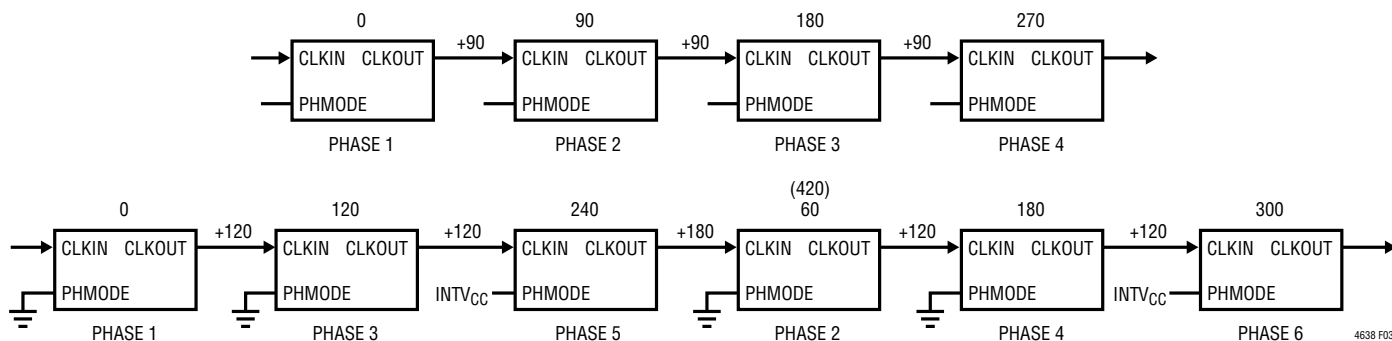 0 90 180 270
+90 +90 +90
CLKIN CLKOUT CLKIN CLKOUT CLKIN CLKOUT CLKIN CLKOUT
PHMODE PHMODE PHMODE PHMODE
PHASE 1 PHASE 2 PHASE 3 PHASE 4
(420)
0 120 240 60 180 300
+120 +120 +180 +120 +120
CLKIN CLKOUT CLKIN CLKOUT CLKIN CLKOUT CLKIN CLKOUT CLKIN CLKOUT CLKIN CLKOUT
PHMODE PHMODE INTVCC PHMODE PHMODE PHMODE INTVCC PHMODE
PHASE 1 PHASE 3 PHASE 5 PHASE 2 PHASE 4 PHASE 6
4638 F03